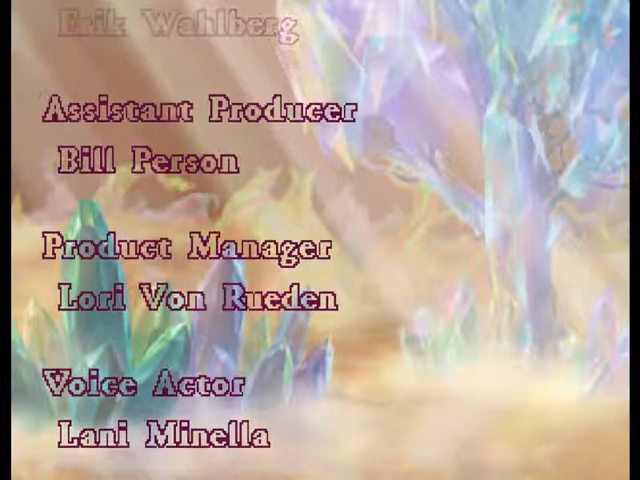 Erik Wahlberg
Assistant Producer
Bill Person
Product Manager
Lori Von Rueden
Voice Actor
Lani Minella